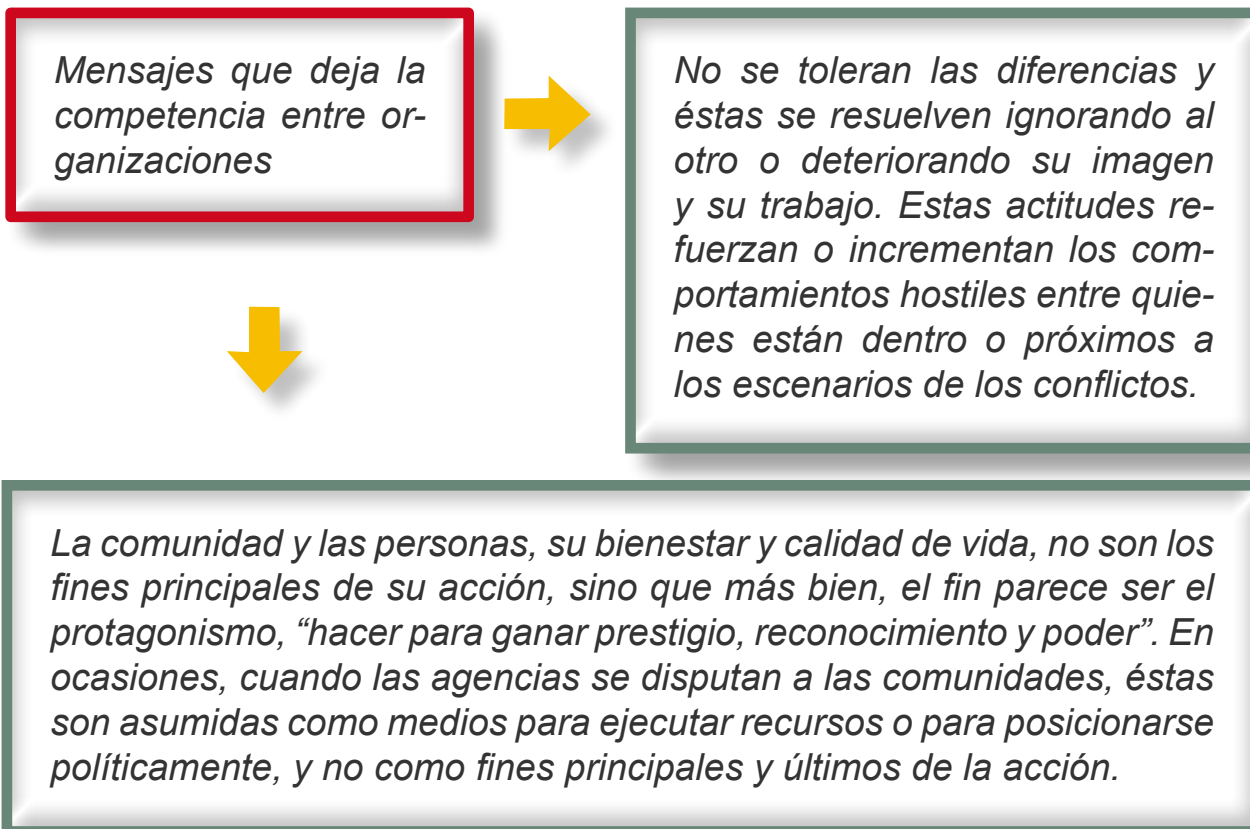 Mensajes que deja la
competencia entre or-
ganizaciones
No se toleran las diferencias y
éstas se resuelven ignorando al
otro o deteriorando su imagen
y su trabajo. Estas actitudes re-
fuerzan o incrementan los com-
portamientos hostiles entre quie-
nes están dentro o próximos a
los escenarios de los conflictos.
La comunidad y las personas, su bienestar y calidad de vida, no son los
fines principales de su acción, sino que más bien, el fin parece ser el
protagonismo, “hacer para ganar prestigio, reconocimiento y poder”. En
ocasiones, cuando las agencias se disputan a las comunidades, éstas
son asumidas como medios para ejecutar recursos o para posicionarse
políticamente, y no como fines principales y últimos de la acción.